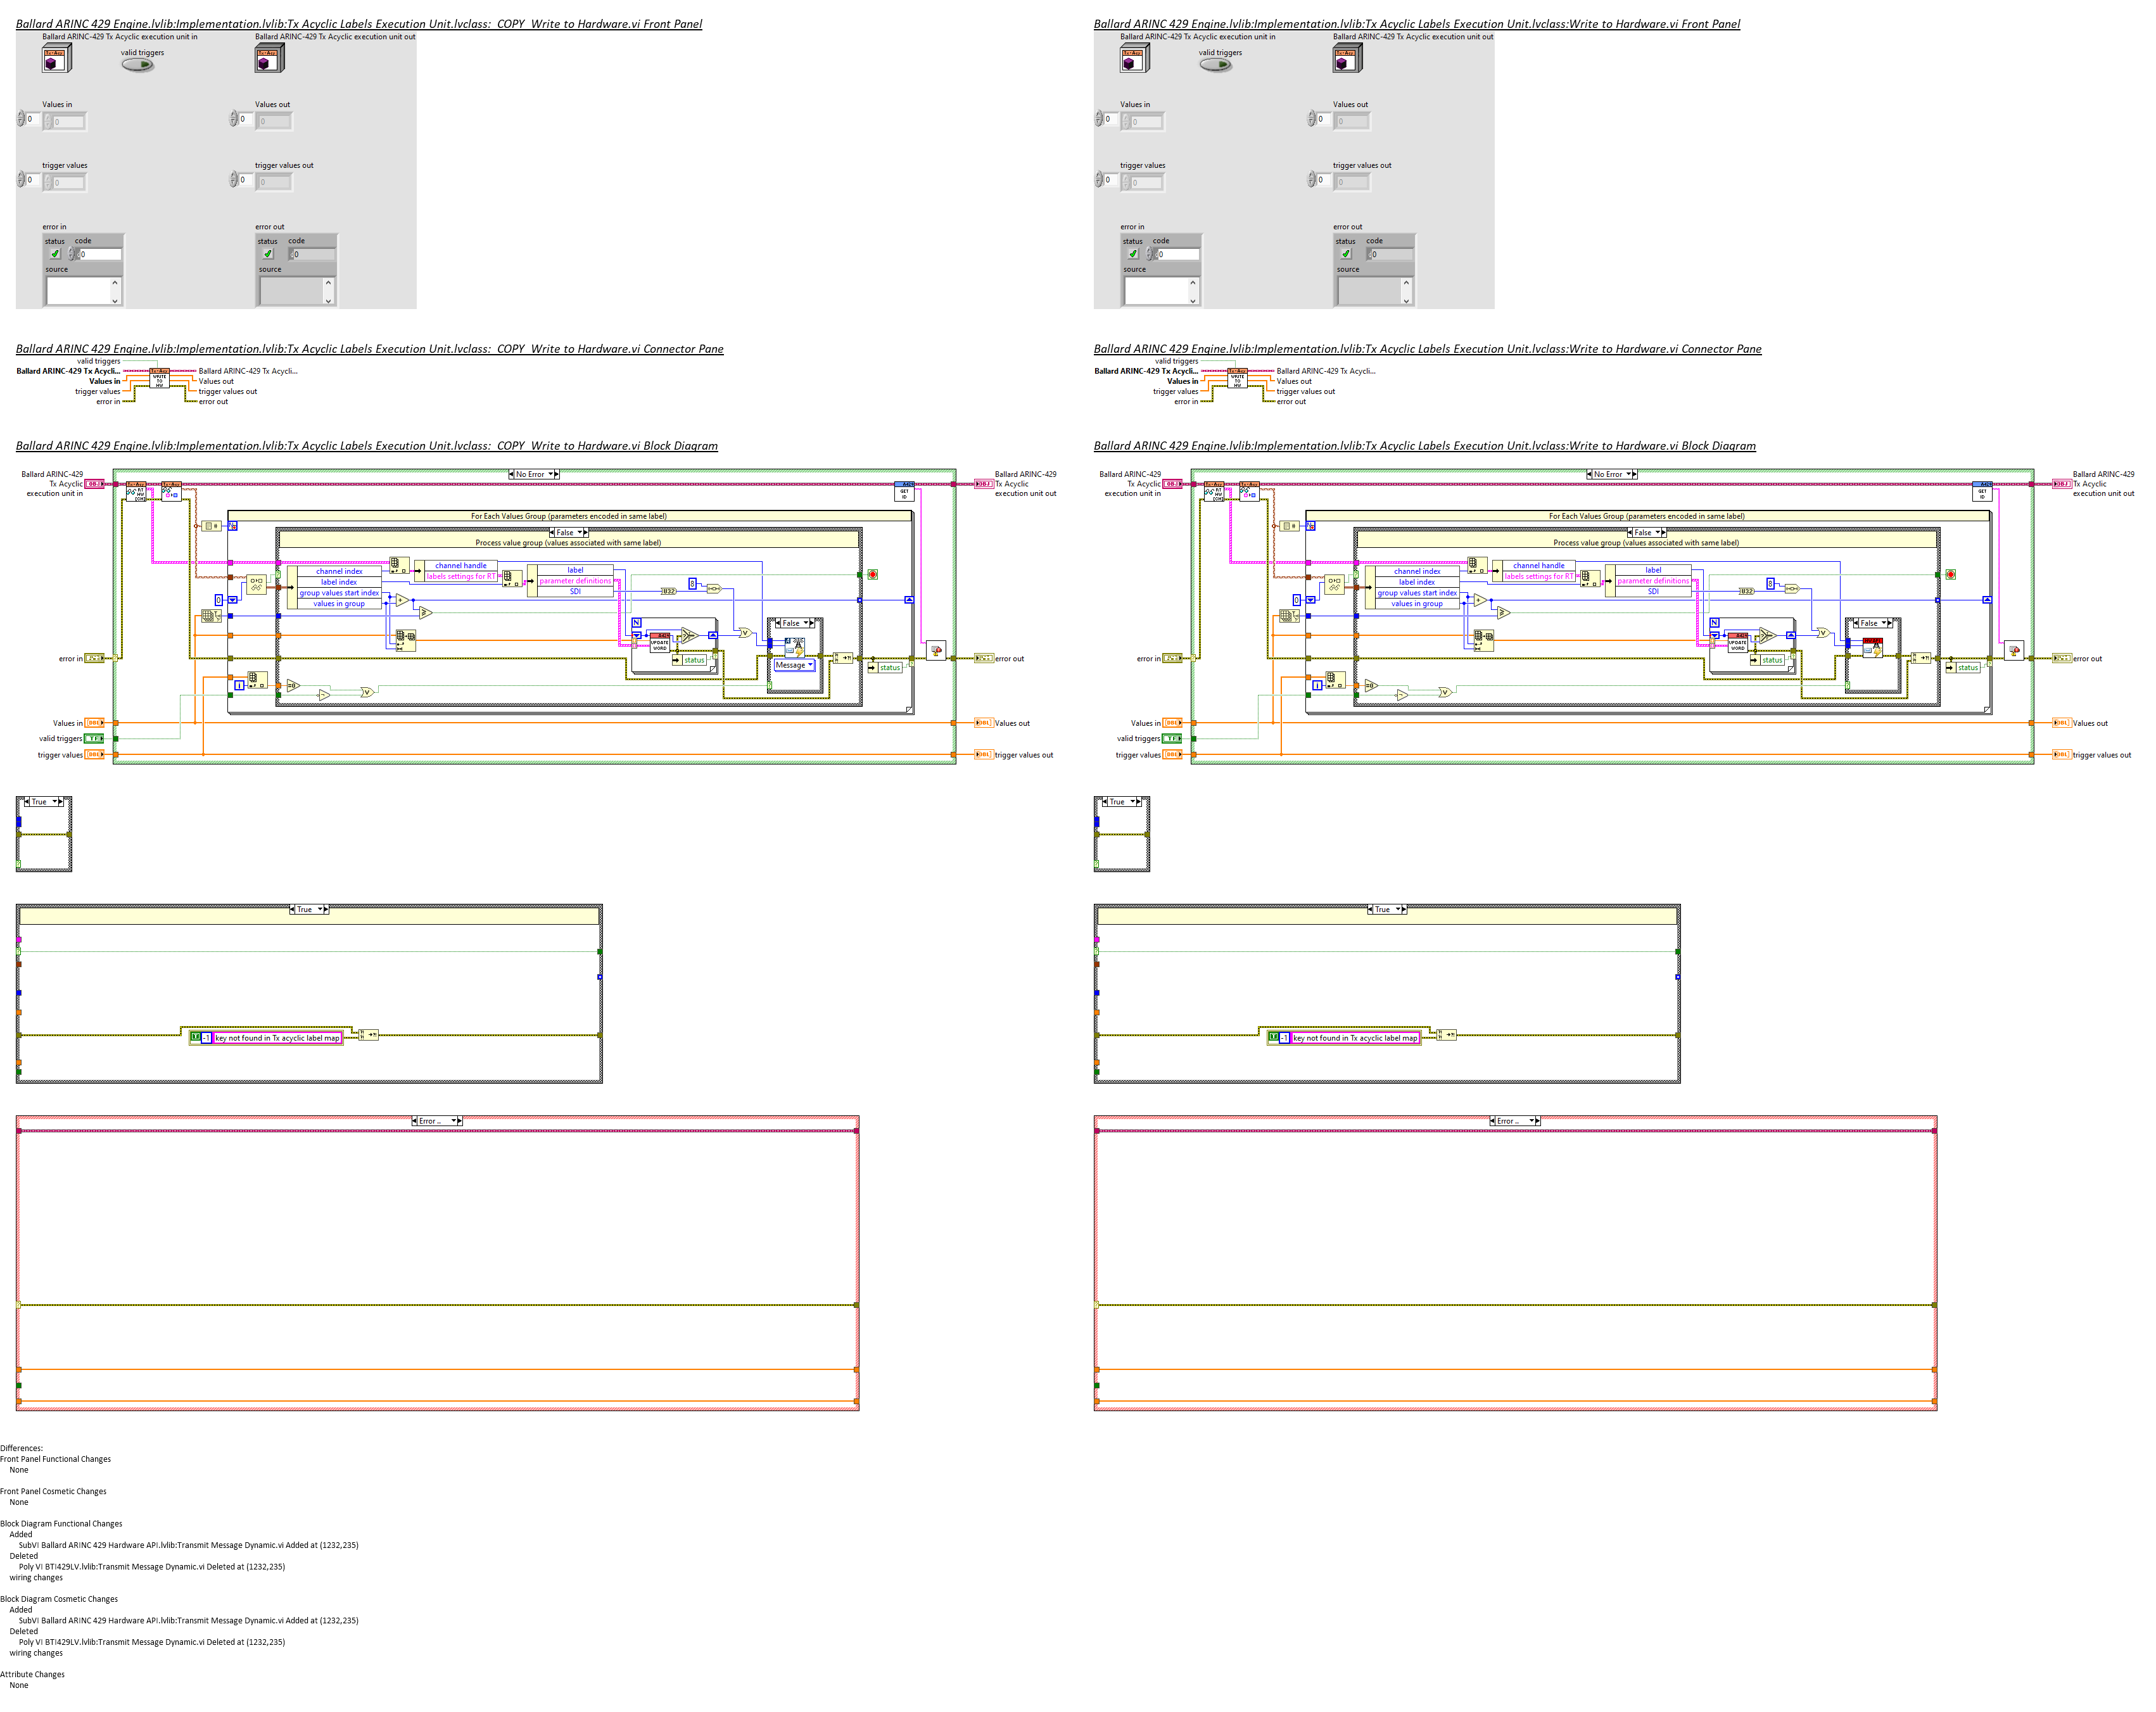 Ballard ARINC 429 Engine.lvlib:Implementation.lvlib:Tx Acyclic Labels Execution Unit.lvclass:_COPY_Write to Hardware.vi Front Panel
Ballard ARINC-429 Tx Acyclic execution unit in
Ballard ARINC-429 Tx Acyclic execution unit out
valid triggers
Values in
Values out
0
0
0
0
trigger values
trigger values out
0
0
0
0
error in
error out
status code
status code
0
0
source
source
Ballard ARINC 429 Engine.lvlib:Implementation.lvlib:Tx Acyclic Labels Execution Unit.lvclass:_COPY_Write to Hardware.vi Connector Pane
valid triggers
Ballard ARINC-429 Tx Acycli...
Ballard ARINC-429 Tx Acycli...
Values in
Values out
trigger values
trigger values out
error in
error out
WRITE TO HW
Ballard ARINC 429 Engine.lvlib:Implementation.lvlib:Tx Acyclic Labels Execution Unit.lvclass:_COPY_Write to Hardware.vi Block Diagram
No Error
Ballard ARINC-429
Tx Acyclic
execution unit in
Ballard ARINC-429
Tx Acyclic
execution unit out
GET ID
For Each Values Group (parameters encoded in same label)
False
Process value group (values associated with same label)
channel index
label index
group values start index
values in group
channel handle
labels settings for RT
label
parameter definitions
SDI
8
U32
0
N
UPDATE WORD
status
False
Message
status
i
error in
error out
Values in
Values out
valid triggers
trigger values
trigger values out
True
True
-1 key not found in Tx acyclic label map
Error ..
Ballard ARINC 429 Engine.lvlib:Implementation.lvlib:Tx Acyclic Labels Execution Unit.lvclass:Write to Hardware.vi Front Panel
Ballard ARINC-429 Tx Acyclic execution unit in
Ballard ARINC-429 Tx Acyclic execution unit out
valid triggers
Values in
Values out
0
0
0
0
trigger values
trigger values out
0
0
0
0
error in
error out
status code
status code
0
0
source
source
Ballard ARINC 429 Engine.lvlib:Implementation.lvlib:Tx Acyclic Labels Execution Unit.lvclass:Write to Hardware.vi Connector Pane
valid triggers
Ballard ARINC-429 Tx Acycli...
Ballard ARINC-429 Tx Acycli...
Values in
Values out
trigger values
trigger values out
error in
error out
WRITE TO HW
Ballard ARINC 429 Engine.lvlib:Implementation.lvlib:Tx Acyclic Labels Execution Unit.lvclass:Write to Hardware.vi Block Diagram
No Error
Ballard ARINC-429
Tx Acyclic
execution unit in
Ballard ARINC-429
Tx Acyclic
execution unit out
GET ID
For Each Values Group (parameters encoded in same label)
False
Process value group (values associated with same label)
channel index
label index
group values start index
values in group
channel handle
labels settings for RT
label
parameter definitions
SDI
8
U32
0
N
UPDATE WORD
status
False
status
i
error in
error out
Values in
Values out
valid triggers
trigger values
trigger values out
True
True
-1 key not found in Tx acyclic label map
Error ..
Differences:
Front Panel Functional Changes
None
Front Panel Cosmetic Changes
None
Block Diagram Functional Changes
Added
SubVI Ballard ARINC 429 Hardware API.lvlib:Transmit Message Dynamic.vi Added at (1232,235)
Deleted
Poly VI BTI429LV.lvlib:Transmit Message Dynamic.vi Deleted at (1232,235)
wiring changes
Block Diagram Cosmetic Changes
Added
SubVI Ballard ARINC 429 Hardware API.lvlib:Transmit Message Dynamic.vi Added at (1232,235)
Deleted
Poly VI BTI429LV.lvlib:Transmit Message Dynamic.vi Deleted at (1232,235)
wiring changes
Attribute Changes
None